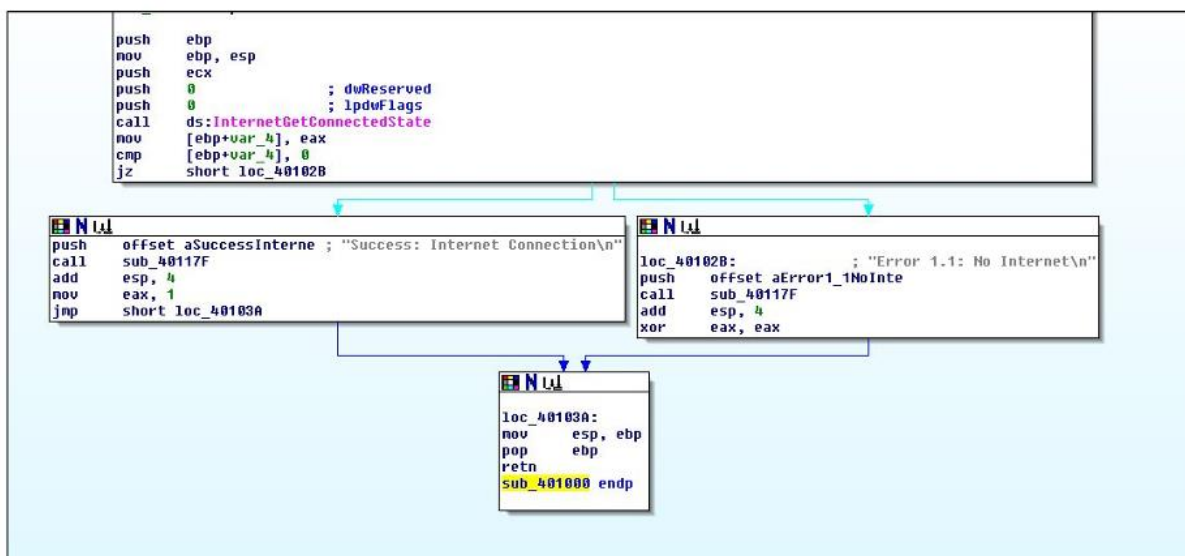 push ebp
mov ebp, esp
push ecx
push 0 ; dwReserved
push 0 ; lpdwFlags
call ds:InternetGetConnectedState
mov [ebp+var_4], eax
cmp [ebp+var_4], 0
jz short loc_40102B
push offset aSuccessInterne ; "Success: Internet Connection\n"
call sub_40117F
add esp, 4
mov eax, 1
jmp short loc_40103A
loc_40102B: ; "Error 1.1: No Internet\n"
push offset aError1_1NoInte
call sub_40117F
add esp, 4
xor eax, eax
loc_40103A:
mov esp, ebp
pop ebp
retn
sub_401000 endp